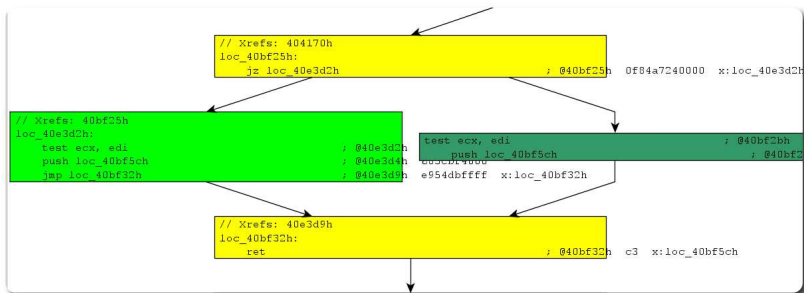 // Xrefs: 404170h
loc_40bf25h:
jz loc_40e3d2h ; @40bf25h 0f84a7240000 x:loc_40e3d2h
// Xrefs: 40bf25h
loc_40e3d2h:
test ecx, edi ; @40e3d2h
push loc_40bf5ch ; @40e3d4h
jmp loc_40bf32h ; @40e3d9h e954dbffff x:loc_40bf32h
test ecx, edi ; @40bf2bh
push loc_40bf5ch ; @40bf2
// Xrefs: 40e3d9h
loc_40bf32h:
ret ; @40bf32h c3 x:loc_40bf5ch